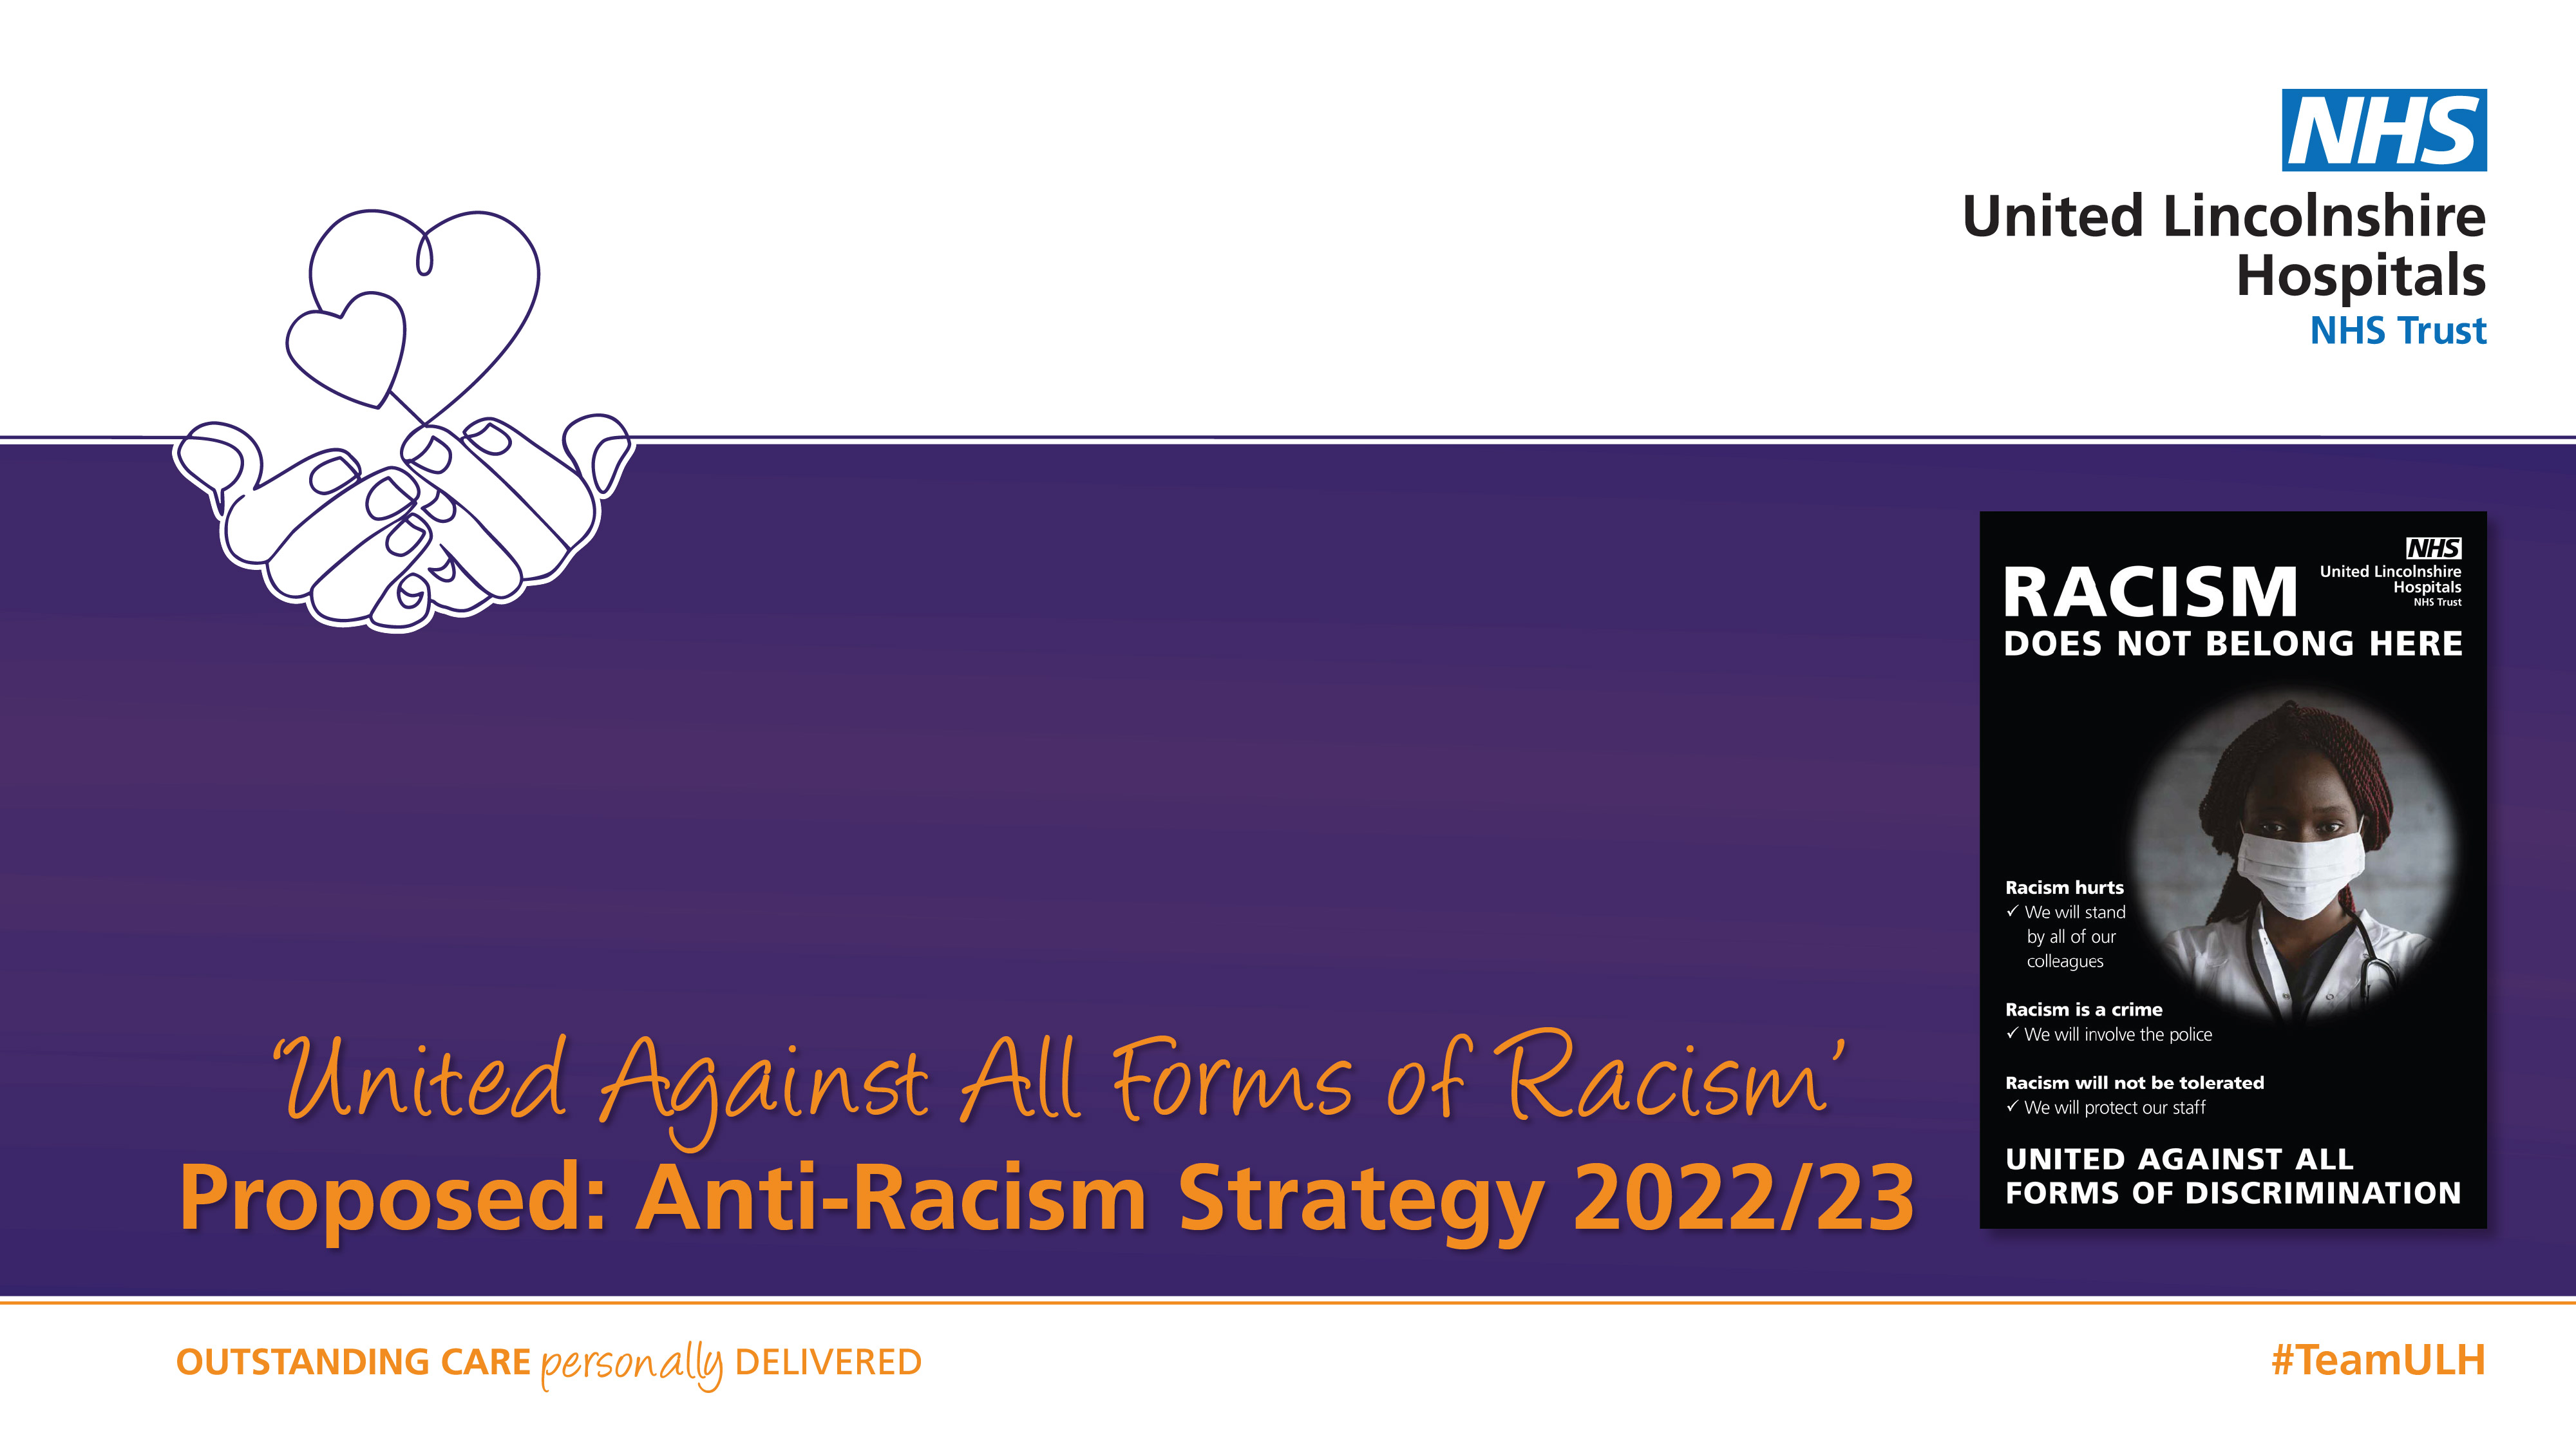 NHS
United Lincolnshire
Hospitals
NHS Trust
NHS
United Lincolnshire
Hospitals
NHS Trust
RACISM
DOES NOT BELONG HERE
Racism hurts
✓ We will stand
by all of our
colleagues
Racism is a crime
✓ We will involve the police
Racism will not be tolerated
✓ We will protect our staff
UNITED AGAINST ALL
FORMS OF DISCRIMINATION
‘United Against All Forms of Racism’
Proposed: Anti-Racism Strategy 2022/23
OUTSTANDING CARE personally DELIVERED
#TeamULH